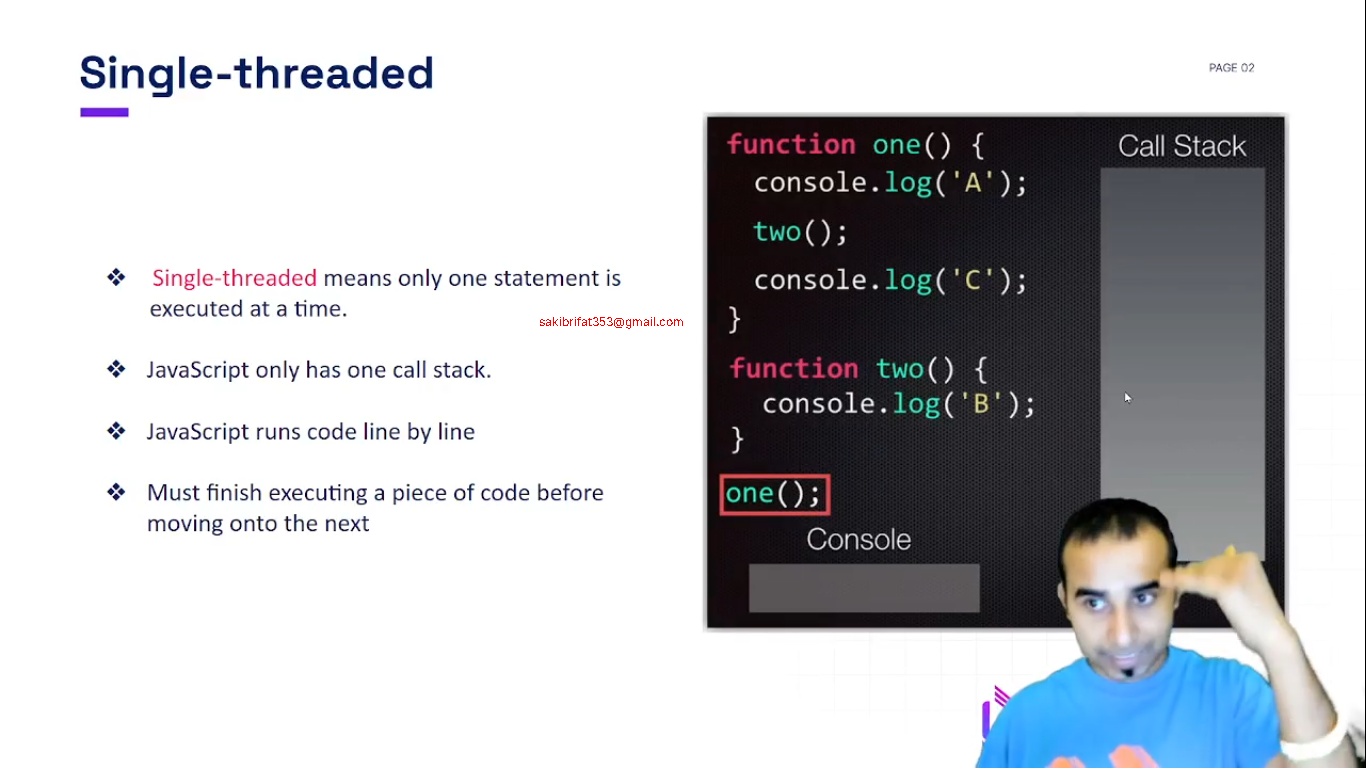 Single-threaded
PAGE 02
❖ Single-threaded means only one statement is
executed at a time.
sakibrifat353@gmail.com
❖ JavaScript only has one call stack.
❖ JavaScript runs code line by line
❖ Must finish executing a piece of code before
moving onto the next
function one() {
console.log('A');
two();
console.log('C');
}
function two() {
console.log('B');
}
one();
Console
Call Stack